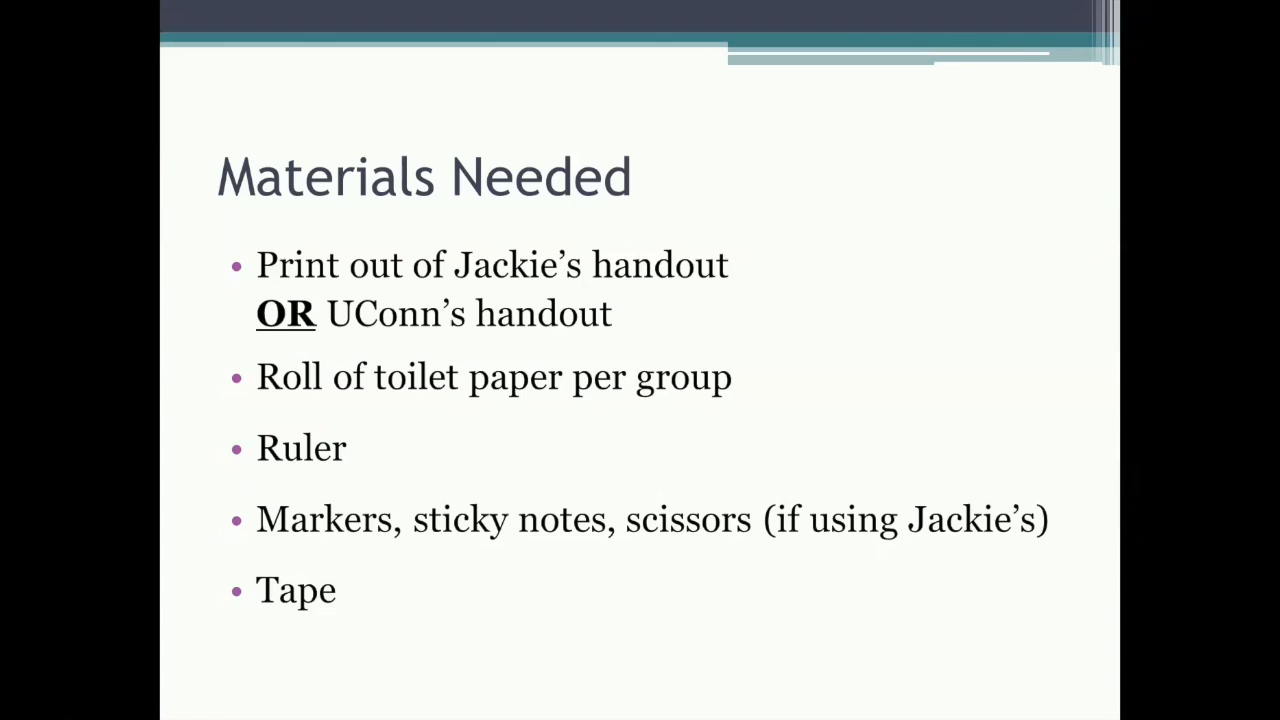 Materials Needed
• Print out of Jackie’s handout
OR UConn’s handout
• Roll of toilet paper per group
• Ruler
• Markers, sticky notes, scissors (if using Jackie’s)
• Tape